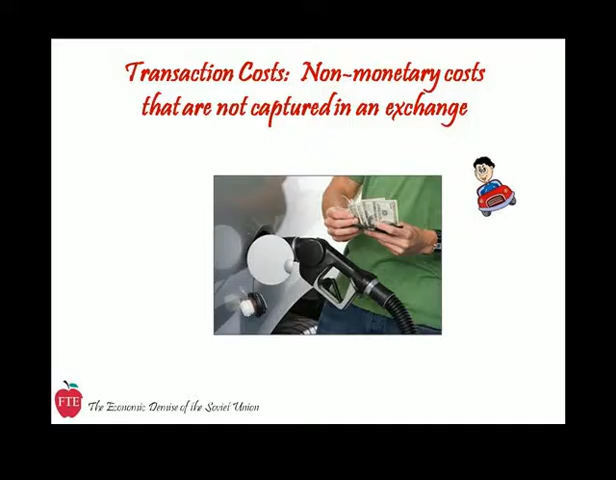 Transaction Costs: Non-monetary costs
that are not captured in an exchange
FTE
The Economic Demise of the Soviet Union